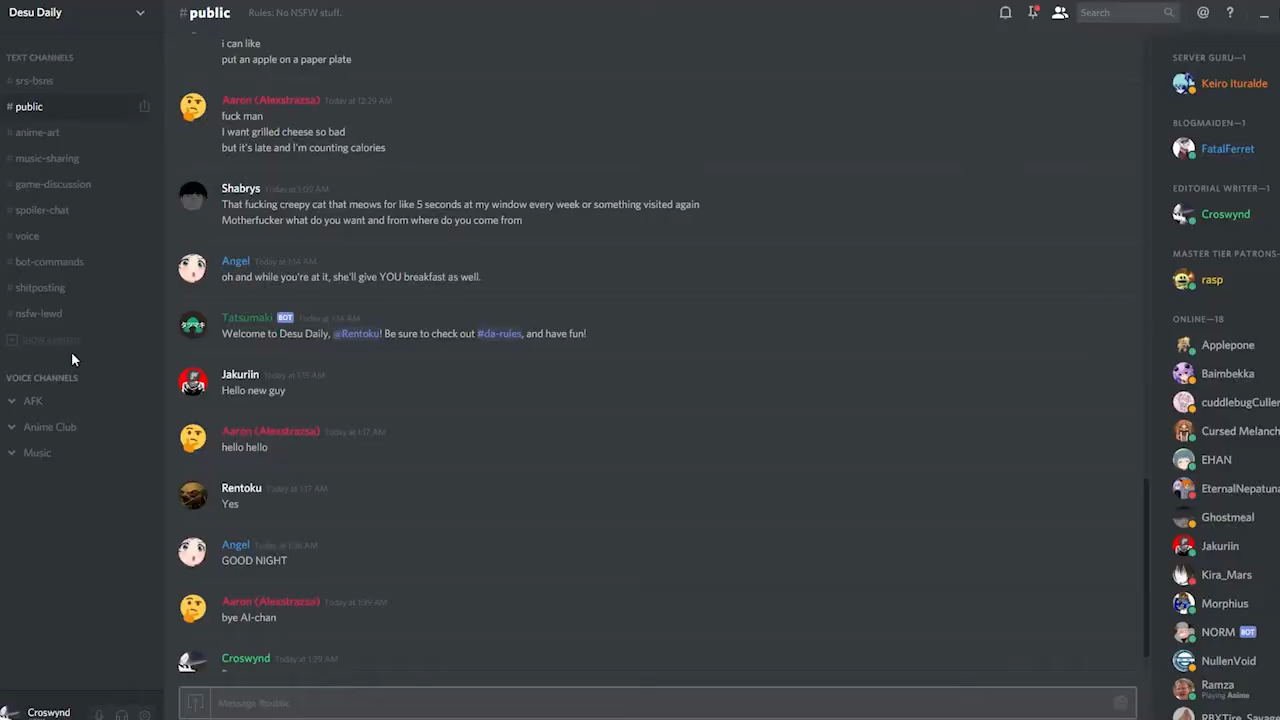 Desu Daily
#public
Rules: No NSFW stuff.
Search
TEXT CHANNELS
# srs-bsns
# public
# anime-art
# music-sharing
# game-discussion
# spoiler-chat
# voice
# bot-commands
# shitposting
# nsfw-lewd
VOICE CHANNELS
AFK
Anime Club
Music
Croswynd
i can like
put an apple on a paper plate
Aaron (Alexstrazsa) Today at 12:29 AM
fuck man
I want grilled cheese so bad
but it's late and I'm counting calories
Shabrys Today at 1:09 AM
That fucking creepy cat that meows for like 5 seconds at my window every week or something visited again
Motherfucker what do you want and from where do you come from
Angel Today at 1:14 AM
oh and while you're at it, she'll give YOU breakfast as well.
Tatsumaki BOT Today at 1:14 AM
Welcome to Desu Daily, @Rentoku! Be sure to check out #da-rules, and have fun!
Jakuriin Today at 1:15 AM
Hello new guy
Aaron (Alexstrazsa) Today at 1:17 AM
hello hello
Rentoku Today at 1:17 AM
Yes
Angel Today at 1:36 AM
GOOD NIGHT
Aaron (Alexstrazsa) Today at 1:39 AM
bye AI-chan
Croswynd Today at 1:39 AM
Message #public
SERVER GURU—1
Keiro Ituralde
BLOGMAIDEN—1
FatalFerret
EDITORIAL WRITER—1
Croswynd
MASTER TIER PATRONS-
rasp
ONLINE—18
Applepone
Baimbekka
cuddlebugCuller
Cursed Melanch
EHAN
EternalNepatuna
Ghostmeal
Jakuriin
Kira_Mars
Morphius
NORM BOT
NullenVoid
Ramza
Playing Anime
RBXTire_Savage